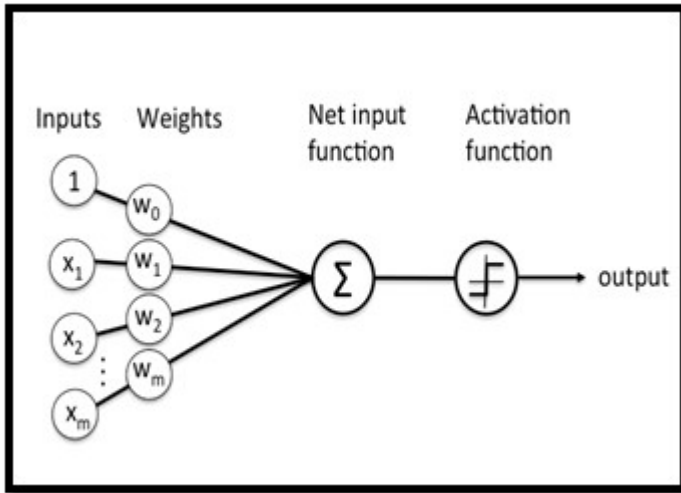 Inputs Weights Net input function Activation function
1
w0
x1 w1
x2 w2
⋮
xm wm
Σ
output